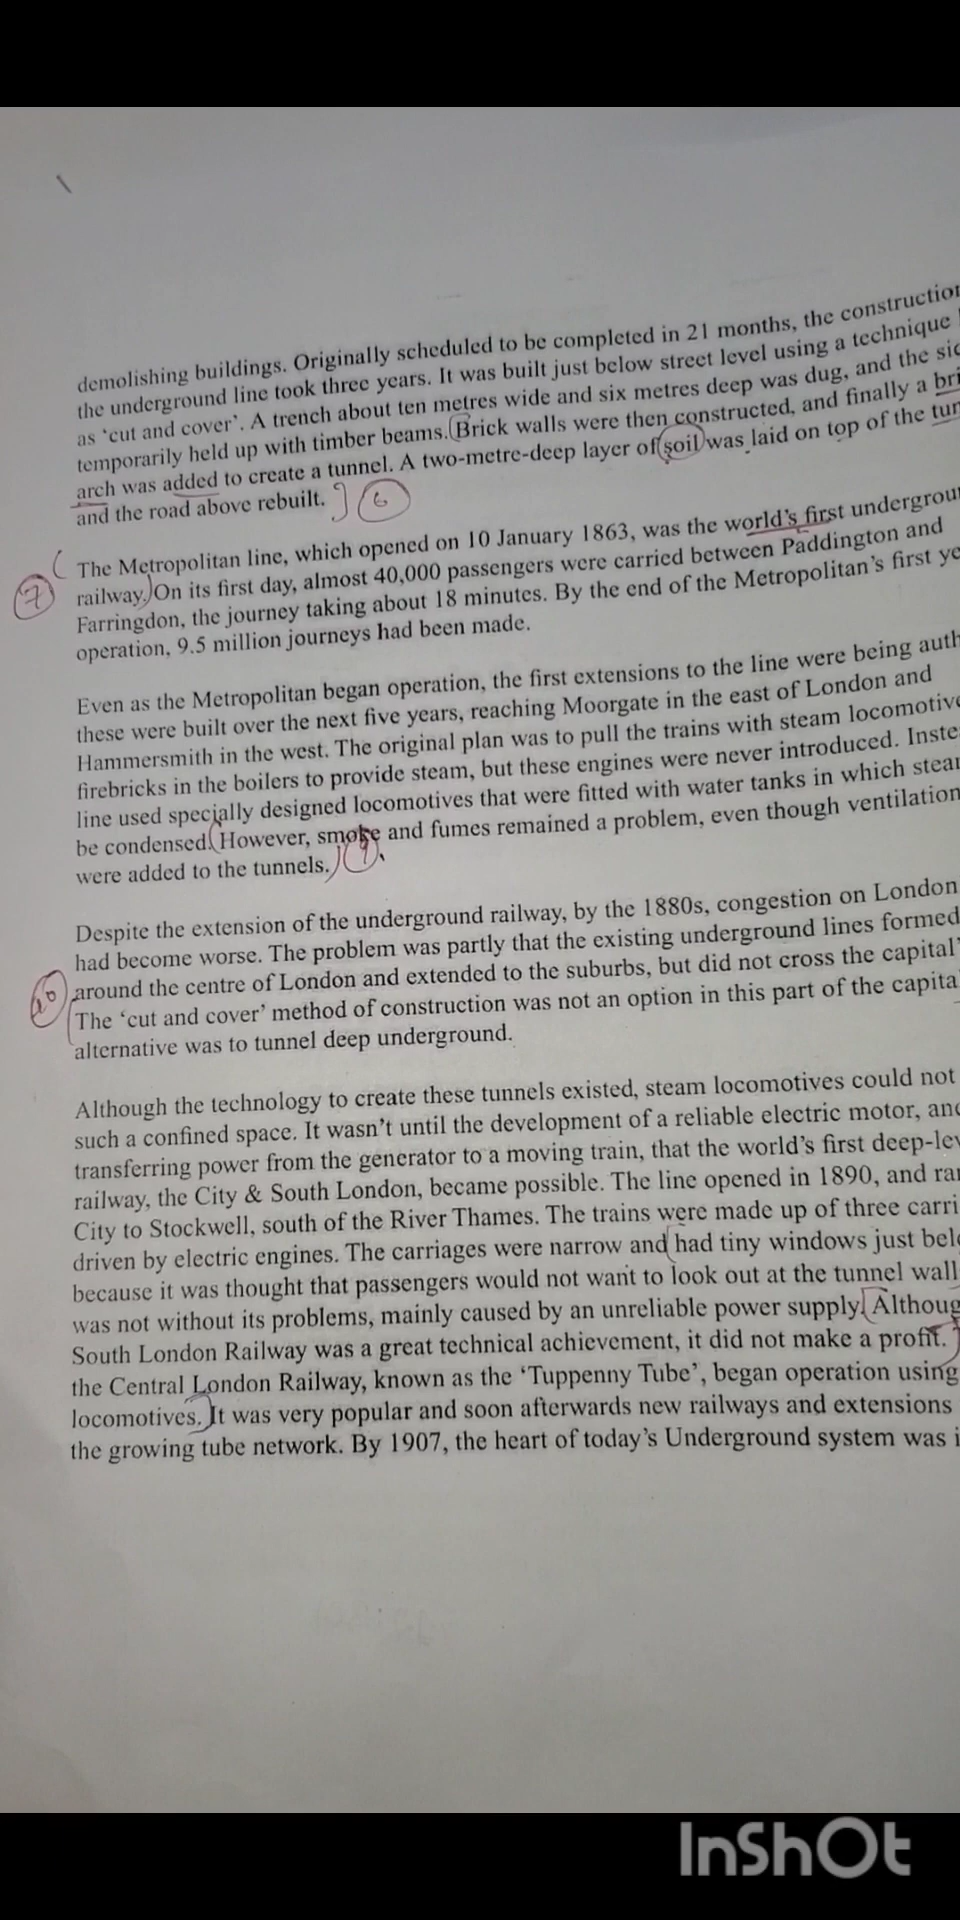 demolishing buildings. Originally scheduled to be completed in 21 months, the construction
the underground line took three years. It was built just below street level using a technique
as 'cut and cover'. A trench about ten metres wide and six metres deep was dug, and the
temporarily held up with timber beams. Brick walls were then constructed, and finally a
arch was added to create a tunnel. A two-metre-deep layer of soil was laid on top of the
and the road above rebuilt. 6
7 The Metropolitan line, which opened on 10 January 1863, was the world's first
railway. On its first day, almost 40,000 passengers were carried between Paddington and
Farringdon, the journey taking about 18 minutes. By the end of the Metropolitan's first
operation, 9.5 million journeys had been made.
Even as the Metropolitan began operation, the first extensions to the line were being
these were built over the next five years, reaching Moorgate in the east of London and
Hammersmith in the west. The original plan was to pull the trains with steam
firebricks in the boilers to provide steam, but these engines were never introduced.
line used specially designed locomotives that were fitted with water tanks in which
be condensed. However, smoke and fumes remained a problem, even though ventilation
were added to the tunnels. 9
Despite the extension of the underground railway, by the 1880s, congestion on London
had become worse. The problem was partly that the existing underground lines formed
10 around the centre of London and extended to the suburbs, but did not cross the
The 'cut and cover' method of construction was not an option in this part of the
alternative was to tunnel deep underground.
Although the technology to create these tunnels existed, steam locomotives could not
such a confined space. It wasn't until the development of a reliable electric motor,
transferring power from the generator to a moving train, that the world's first
railway, the City & South London, became possible. The line opened in 1890, and
City to Stockwell, south of the River Thames. The trains were made up of three
driven by electric engines. The carriages were narrow and had tiny windows just
because it was thought that passengers would not want to look out at the tunnel
was not without its problems, mainly caused by an unreliable power supply.
South London Railway was a great technical achievement, it did not make a profit.
the Central London Railway, known as the 'Tuppenny Tube', began operation using
locomotives. It was very popular and soon afterwards new railways and extensions
the growing tube network. By 1907, the heart of today's Underground system was
InShOt